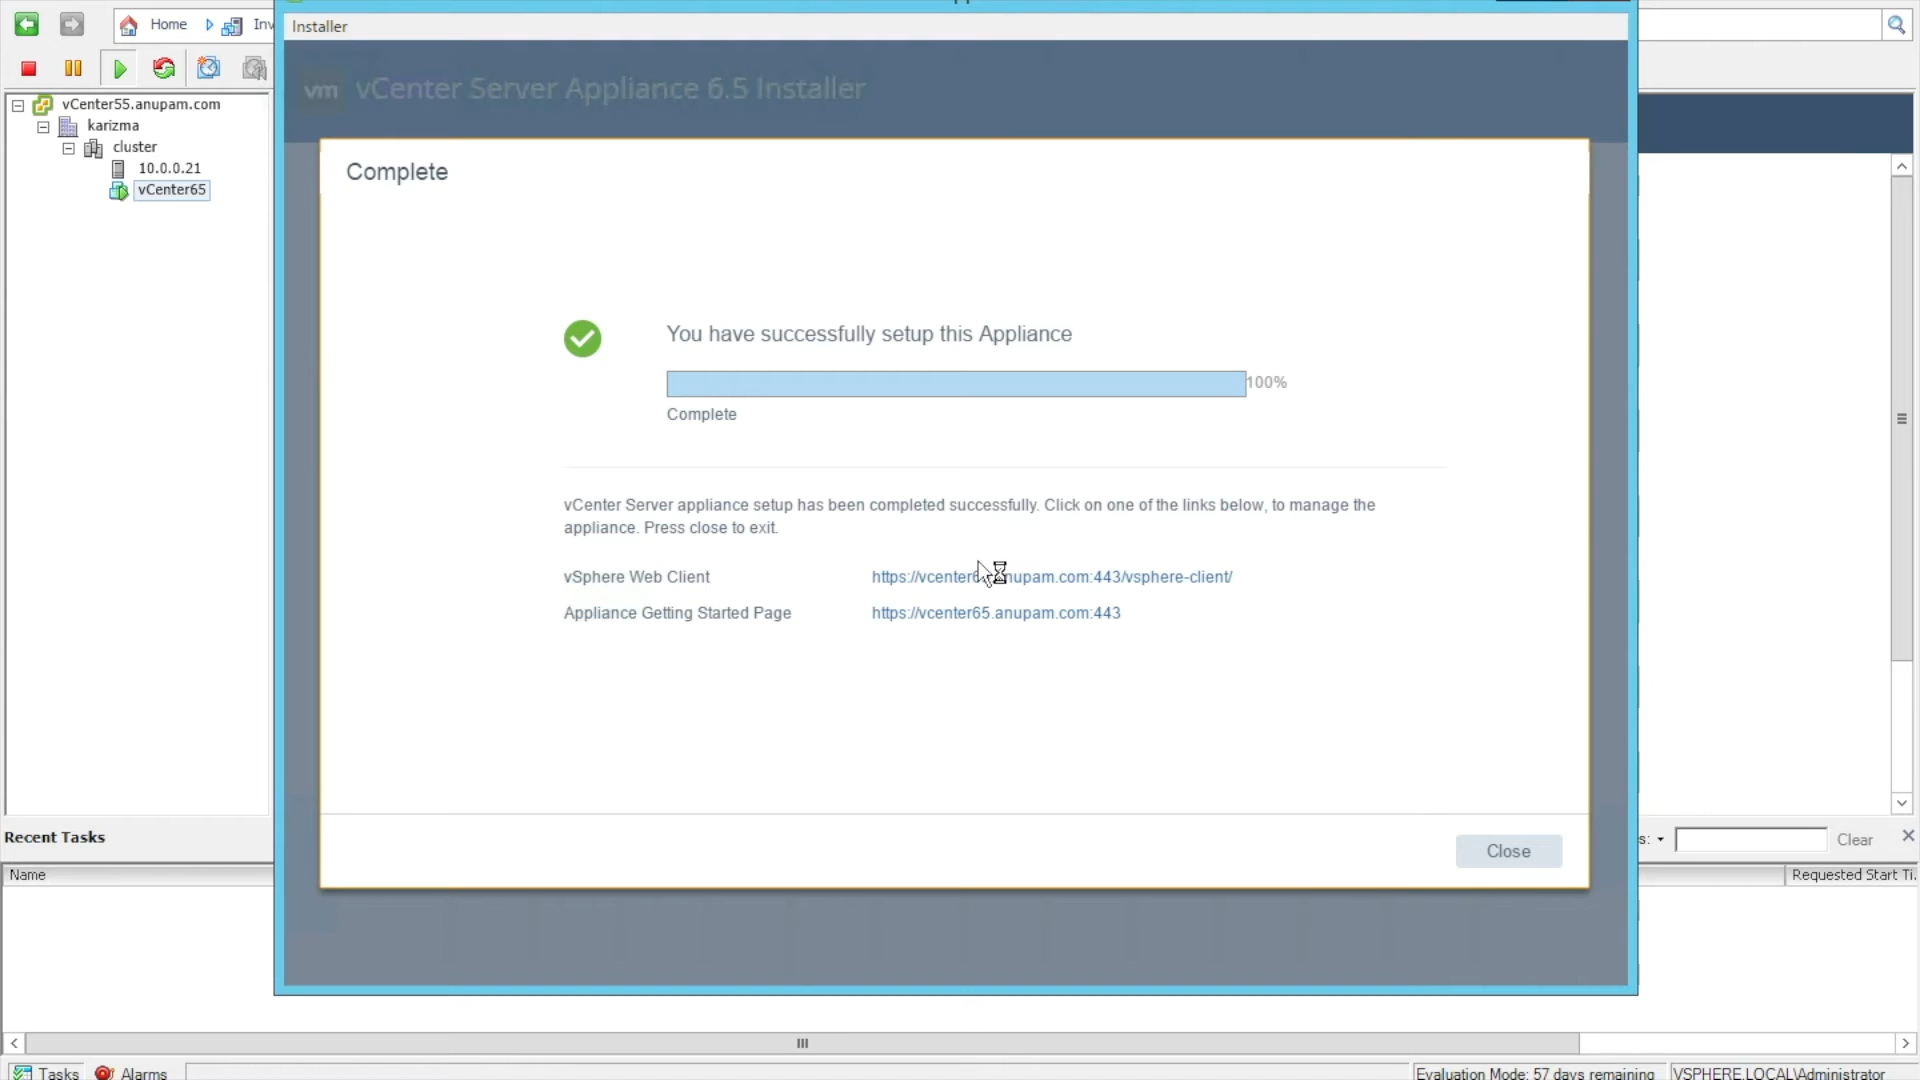 Home
Inv
Installer
vm vCenter Server Appliance 6.5 Installer
vCenter55.anupam.com
karizma
cluster
10.0.0.21
vCenter65
Complete
You have successfully setup this Appliance
100%
Complete
vCenter Server appliance setup has been completed successfully. Click on one of the links below, to manage the
appliance. Press close to exit.
vSphere Web Client
https://vcenter6 nupam.com:443/vsphere-client/
Appliance Getting Started Page
https://vcenter65.anupam.com:443
Close
Recent Tasks
s:
Clear
Name
Requested Start Ti.
Tasks
Alarms
Evaluation Mode: 57 days remaining
VSPHERE.LOCAL\Administrator